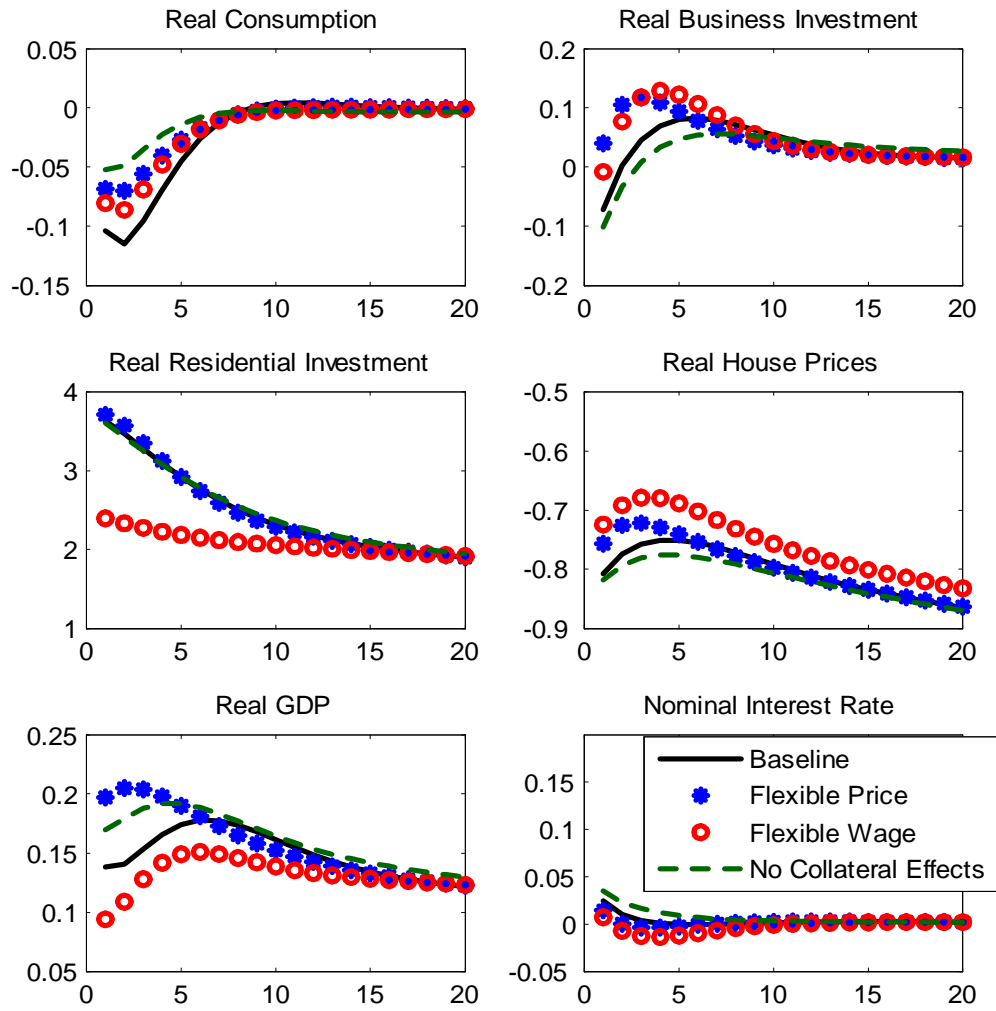 Real Consumption
0.05
0
-0.05
-0.1
-0.15
0 5 10 15 20
Real Business Investment
0.2
0.1
0
-0.1
-0.2
0 5 10 15 20
Real Residential Investment
4
3
2
1
0 5 10 15 20
Real House Prices
-0.5
-0.6
-0.7
-0.8
-0.9
0 5 10 15 20
Real GDP
0.25
0.2
0.15
0.1
0.05
0 5 10 15 20
Nominal Interest Rate
0.15
0.1
0.05
0
-0.05
0 5 10 15 20
Baseline
Flexible Price
Flexible Wage
No Collateral Effects